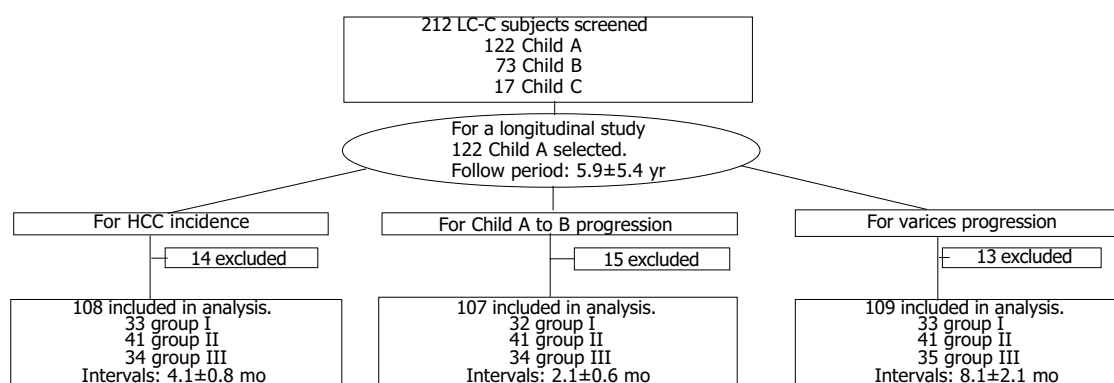 212 LC-C subjects screened
122 Child A
73 Child B
17 Child C
For a longitudinal study
122 Child A selected.
Follow period: 5.9±5.4 yr
For HCC incidence
14 excluded
108 included in analysis.
33 group I
41 group II
34 group III
Intervals: 4.1±0.8 mo
For Child A to B progression
15 excluded
107 included in analysis.
32 group I
41 group II
34 group III
Intervals: 2.1±0.6 mo
For varices progression
13 excluded
109 included in analysis.
33 group I
41 group II
35 group III
Intervals: 8.1±2.1 mo